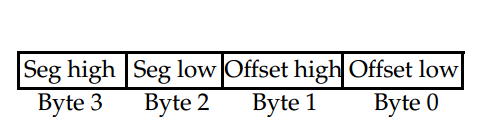 Seg high Seg low Offset high Offset low
Byte 3 Byte 2 Byte 1 Byte 0